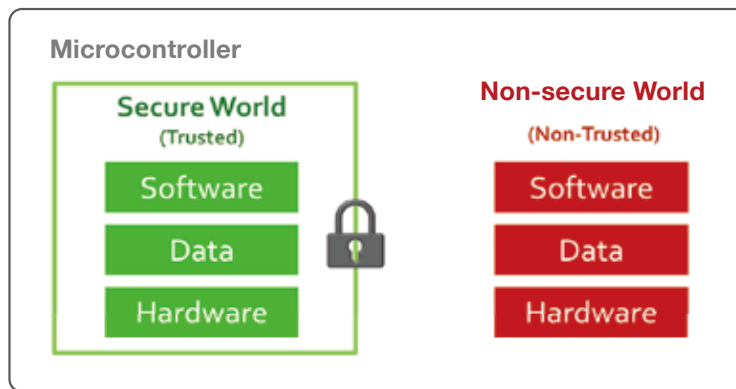 Microcontroller
Secure World
(Trusted)
Software
Data
Hardware
Non-secure World
(Non-Trusted)
Software
Data
Hardware